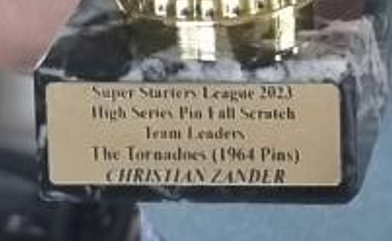 Super Starters League 2023
High Series Pin Fall Scratch
Team Leaders
The Tornadoes (1964 Pins)
CHRISTIAN ZANDER